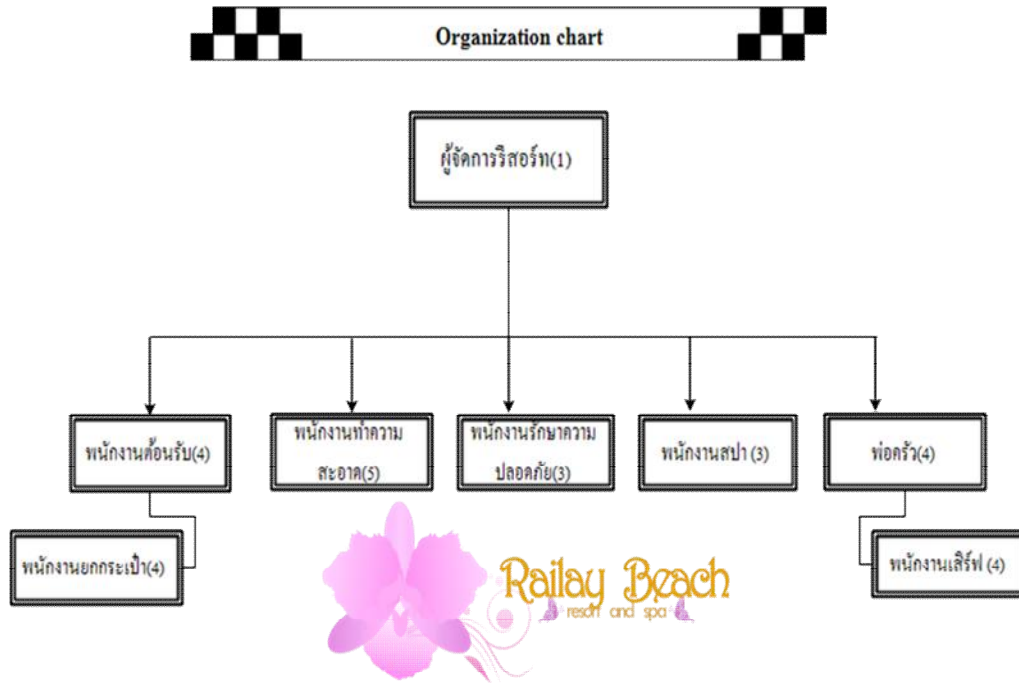 Organization chart
ผู้จัดการรีสอร์ท(1)
พนักงานต้อนรับ(4)
พนักงานทำความ
สะอาด(5)
พนักงานรักษาความ
ปลอดภัย(3)
พนักงานสปา (3)
พ่อครัว(4)
พนักงานยกกระเป๋า(4)
พนักงานเสิร์ฟ (4)
Railay Beach
resort and spa